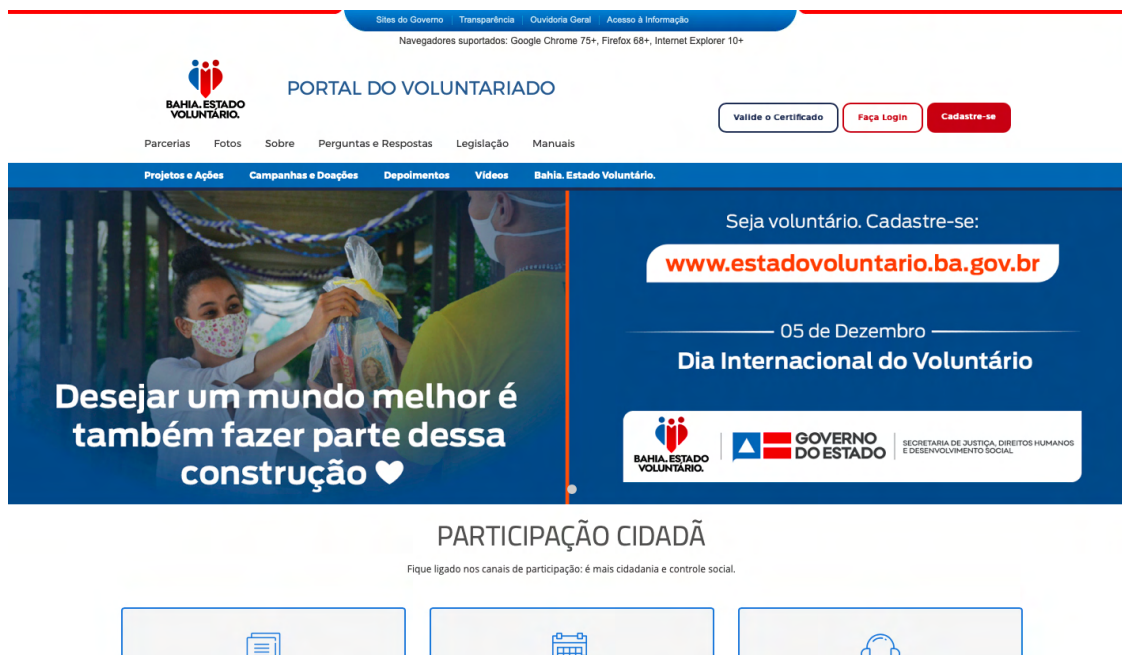 Sites do Governo Transparência Ouvidoria Geral Acesso à Informação
Navegadores suportados: Google Chrome 75+, Firefox 68+, Internet Explorer 10+
BAHIA. ESTADO
VOLUNTÁRIO.
PORTAL DO VOLUNTARIADO
Valide o Certificado Faça Login Cadastre-se
Parcerias Fotos Sobre Perguntas e Respostas Legislação Manuais
Projetos e Ações Campanhas e Doações Depoimentos Vídeos Bahia. Estado Voluntário.
Desejar um mundo melhor é
também fazer parte dessa
construção
Seja voluntário. Cadastre-se:
www.estadovoluntario.ba.gov.br
05 de Dezembro
Dia Internacional do Voluntário
BAHIA. ESTADO
VOLUNTÁRIO.
GOVERNO
DO ESTADO
SECRETARIA DE JUSTIÇA, DIREITOS HUMANOS
E DESENVOLVIMENTO SOCIAL
PARTICIPAÇÃO CIDADÃ
Fique ligado nos canais de participação: é mais cidadania e controle social.